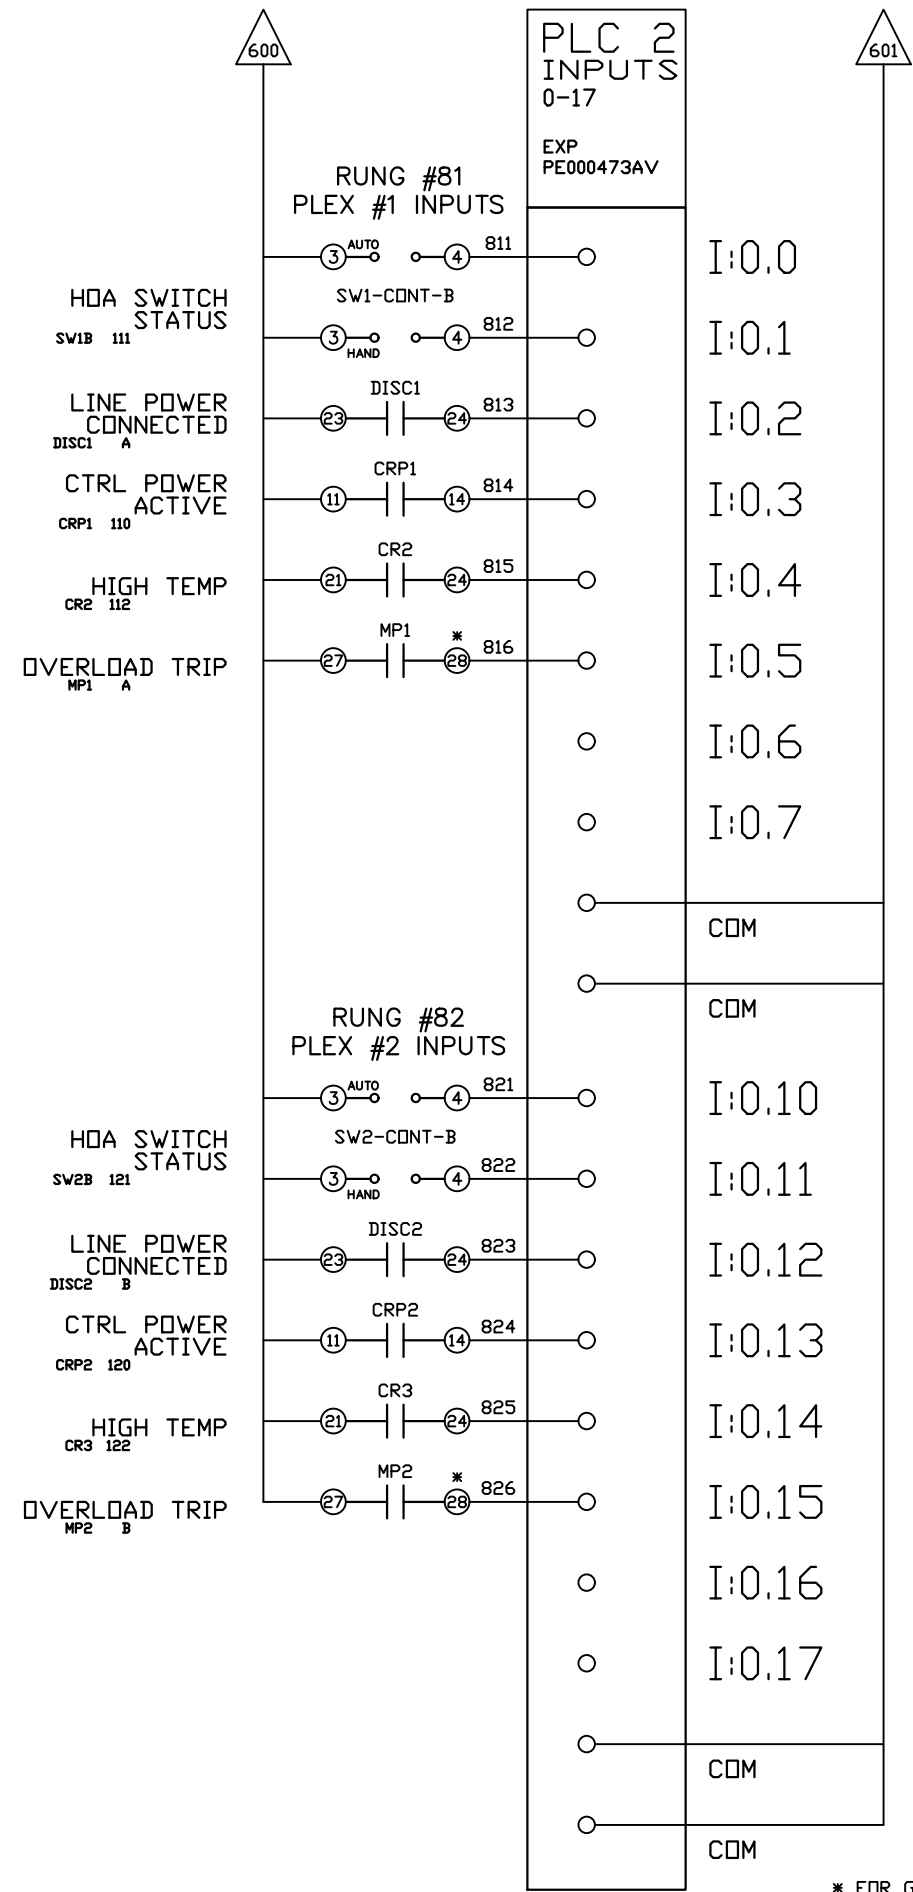 600
PLC 2
INPUTS
0-17
EXP
PE000473AV
601
RUNG #81
PLEX #1 INPUTS
3 AUTO 4 811 I:0.0
HOA SWITCH
STATUS
SW1B 111
SW1-CONT-B
3 HAND 4 812 I:0.1
LINE POWER
CONNECTED
DISC1 A
DISC1
23 24 813 I:0.2
CTRL POWER
ACTIVE
CRP1 110
CRP1
11 14 814 I:0.3
HIGH TEMP
CR2 112
CR2
21 24 815 I:0.4
OVERLOAD TRIP
MP1 A
MP1 *
27 28 816 I:0.5
I:0.6
I:0.7
COM
COM
RUNG #82
PLEX #2 INPUTS
3 AUTO 4 821 I:0.10
HOA SWITCH
STATUS
SW2B 121
SW2-CONT-B
3 HAND 4 822 I:0.11
LINE POWER
CONNECTED
DISC2 B
DISC2
23 24 823 I:0.12
CTRL POWER
ACTIVE
CRP2 120
CRP2
11 14 824 I:0.13
HIGH TEMP
CR3 122
CR3
21 24 825 I:0.14
OVERLOAD TRIP
MP2 B
MP2 *
27 28 826 I:0.15
I:0.16
I:0.17
COM
COM
* FOR